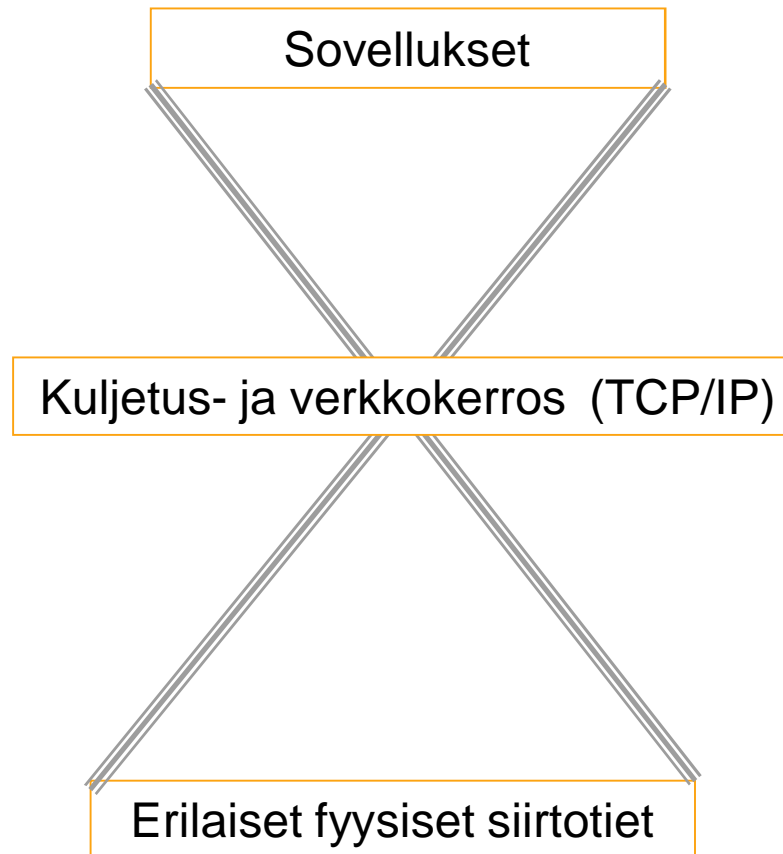 Sovellukset
Kuljetus- ja verkkokerros (TCP/IP)
Erilaiset fyysiset siirtotiet